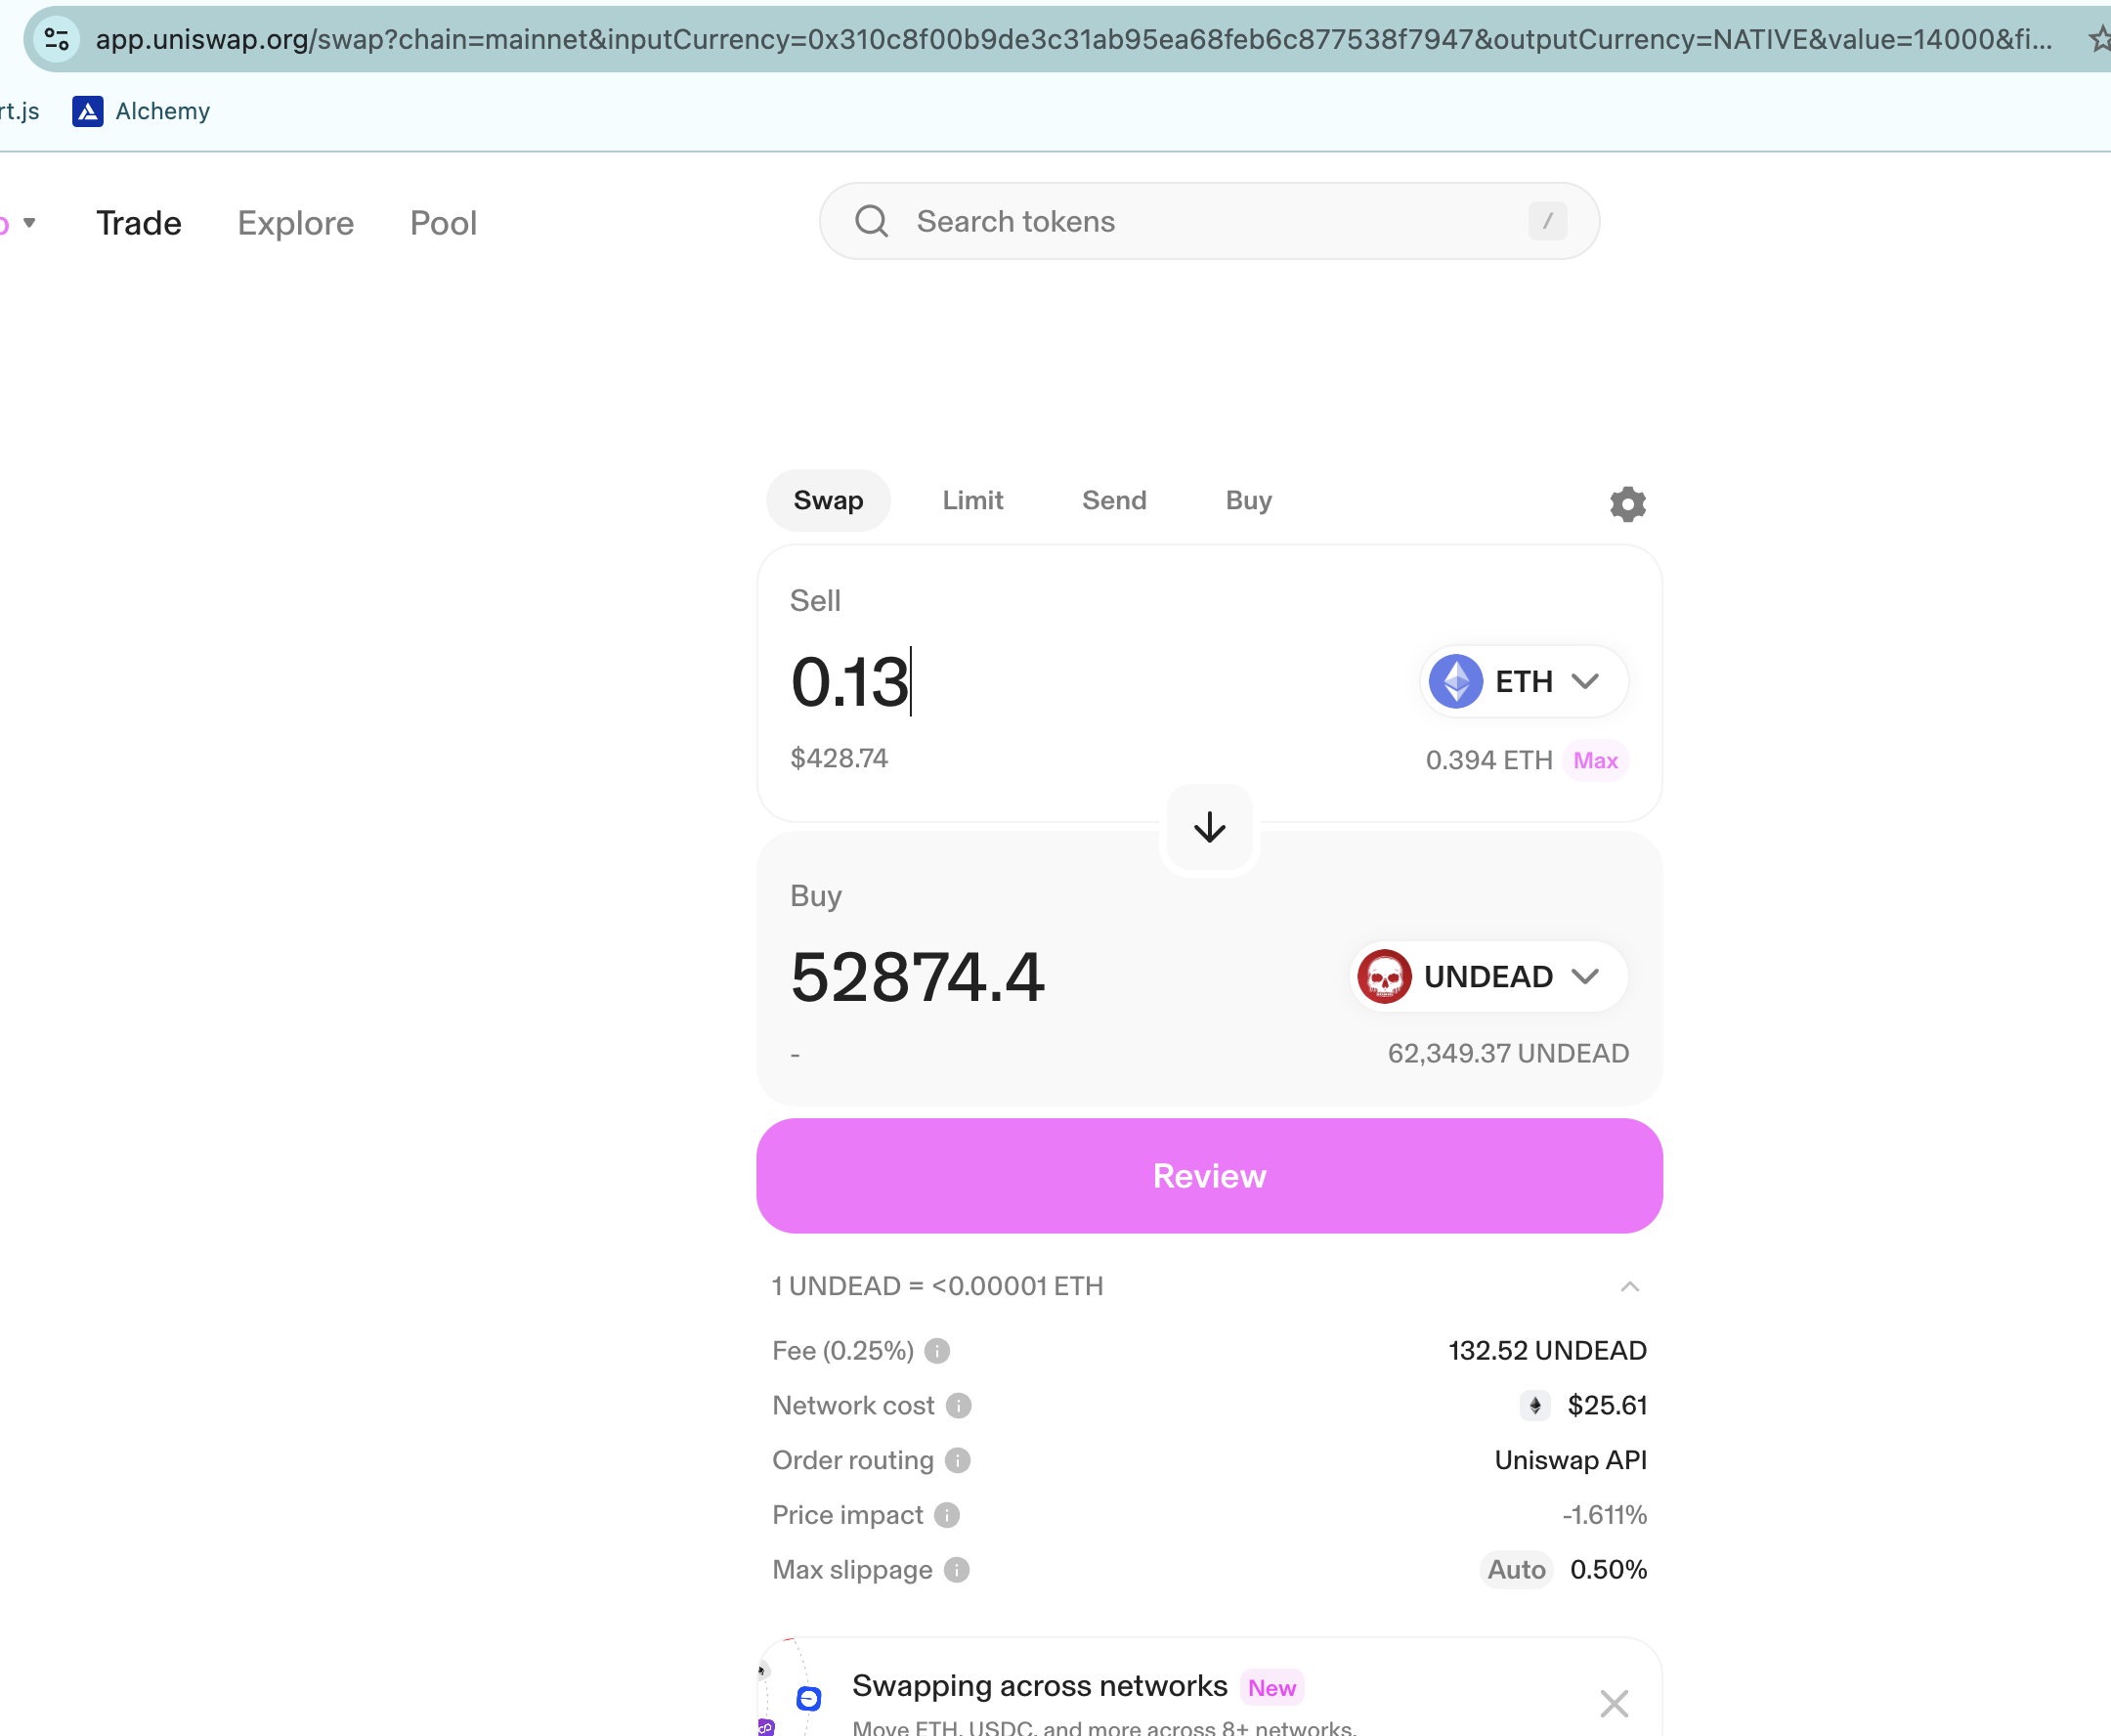 app.uniswap.org/swap?chain=mainnet&inputCurrency=0x310c8f00b9de3c31ab95ea68feb6c877538f7947&outputCurrency=NATIVE&value=14000&fi...
rt.js Alchemy
Trade Explore Pool Search tokens /
Swap Limit Send Buy
Sell
0.13 ETH
$428.74 0.394 ETH Max
Buy
52874.4 UNDEAD
- 62,349.37 UNDEAD
Review
1 UNDEAD = <0.00001 ETH
Fee (0.25%) 132.52 UNDEAD
Network cost $25.61
Order routing Uniswap API
Price impact -1.611%
Max slippage Auto 0.50%
Swapping across networks New
Move ETH, USDC, and more across 8+ networks.